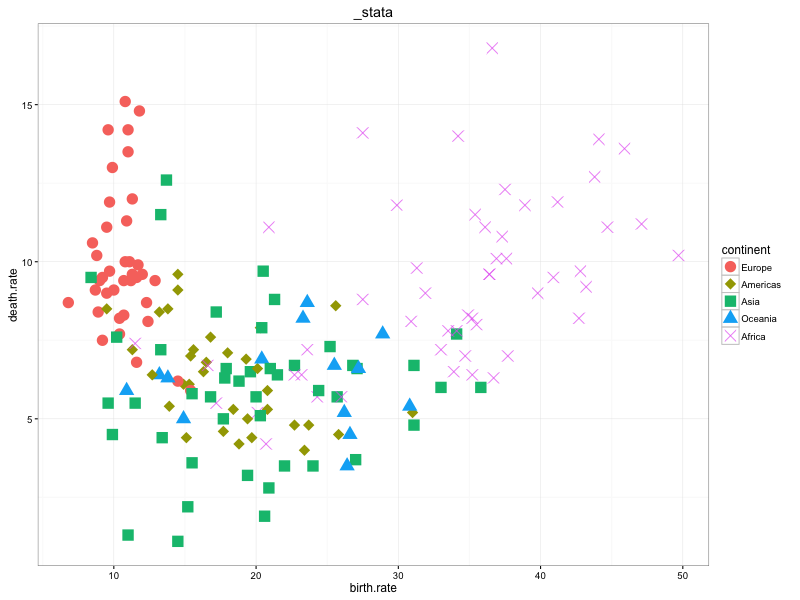 _stata
death.rate
15
10
5
10
20
30
40
50
birth.rate
continent
Europe
Americas
Asia
Oceania
Africa